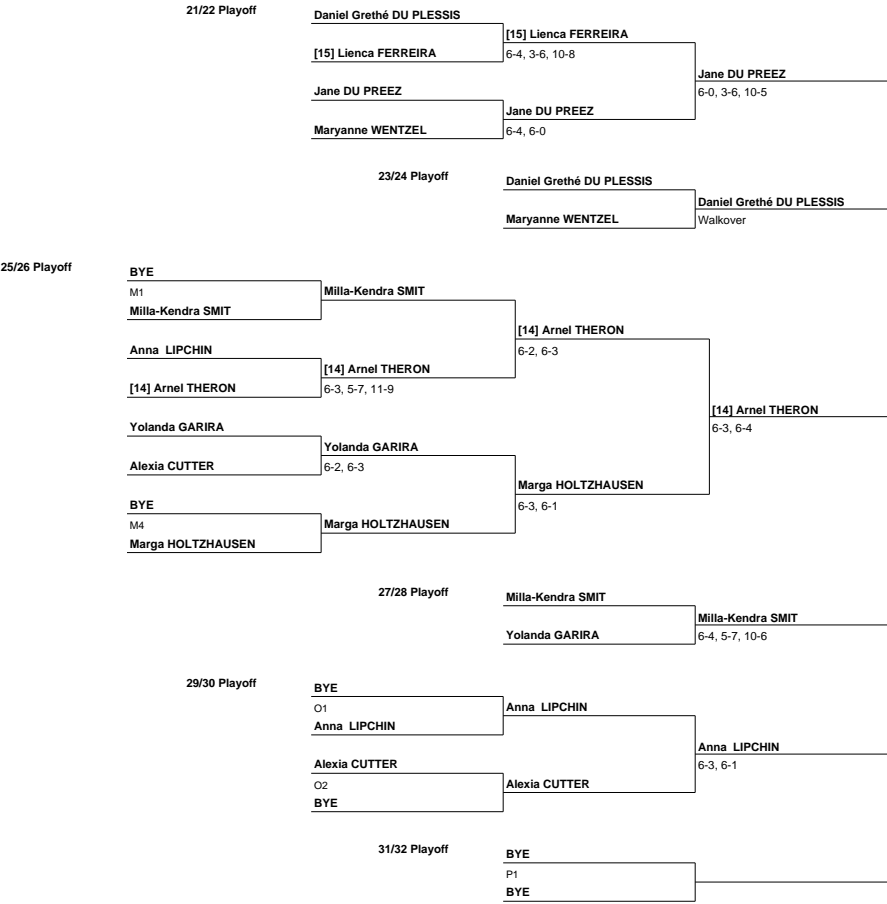 21/22 Playoff
Daniel Grethé DU PLESSIS
[15] Lienca FERREIRA
[15] Lienca FERREIRA
6-4, 3-6, 10-8
Jane DU PREEZ
6-0, 3-6, 10-5
Jane DU PREEZ
Jane DU PREEZ
Maryanne WENTZEL
6-4, 6-0
23/24 Playoff
Daniel Grethé DU PLESSIS
Daniel Grethé DU PLESSIS
Maryanne WENTZEL
Walkover
25/26 Playoff
BYE
M1
Milla-Kendra SMIT
Milla-Kendra SMIT
[14] Arnel THERON
6-2, 6-3
Anna LIPCHIN
[14] Arnel THERON
[14] Arnel THERON
6-3, 5-7, 11-9
[14] Arnel THERON
6-3, 6-4
Yolanda GARIRA
Yolanda GARIRA
Alexia CUTTER
6-2, 6-3
Marga HOLTZHAUSEN
6-3, 6-1
BYE
M4
Marga HOLTZHAUSEN
Marga HOLTZHAUSEN
27/28 Playoff
Milla-Kendra SMIT
Milla-Kendra SMIT
Yolanda GARIRA
6-4, 5-7, 10-6
29/30 Playoff
BYE
O1
Anna LIPCHIN
Anna LIPCHIN
Anna LIPCHIN
6-3, 6-1
Alexia CUTTER
O2
Alexia CUTTER
BYE
31/32 Playoff
BYE
P1
BYE